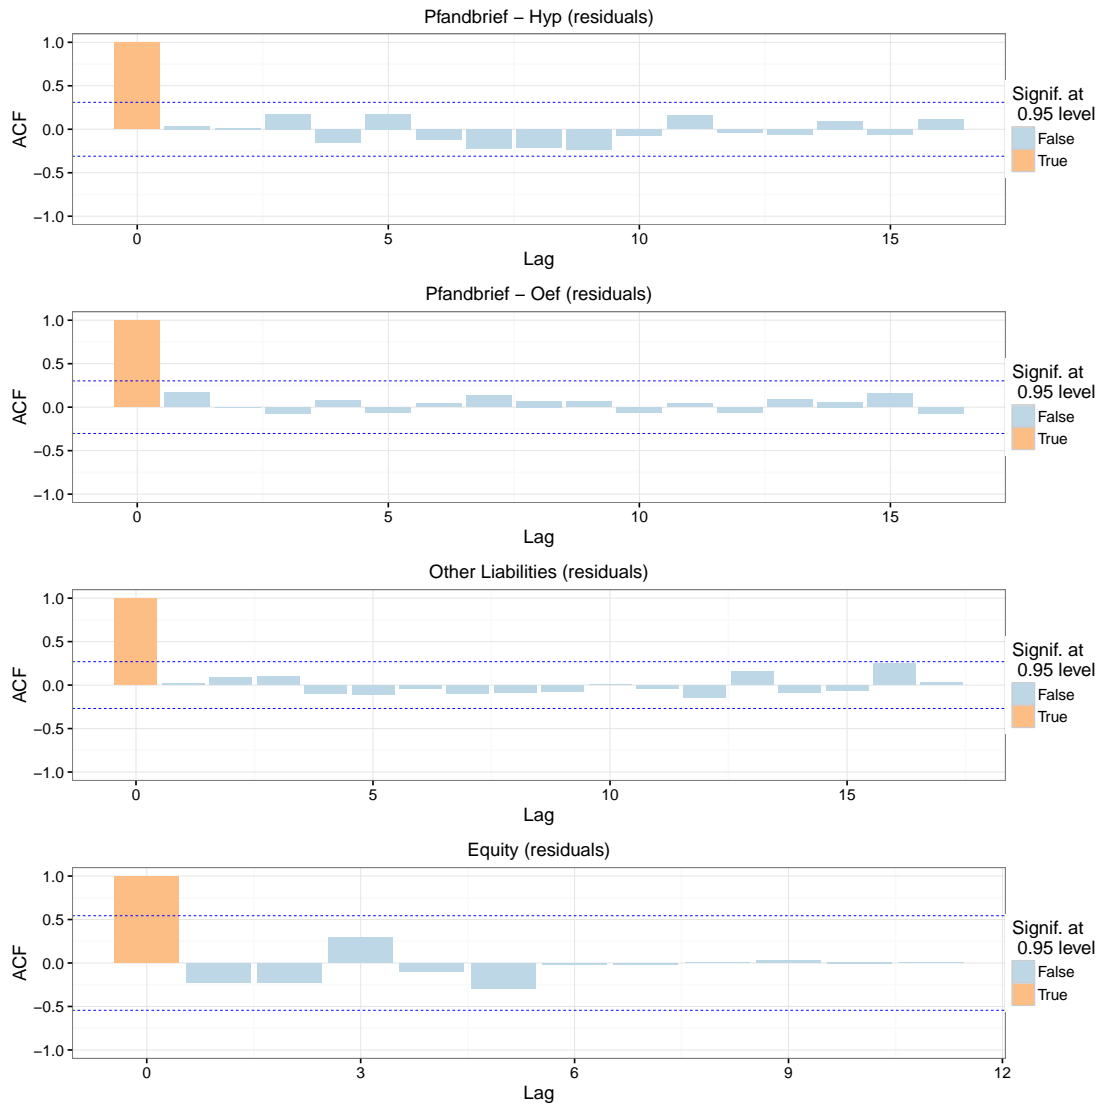 Pfandbrief – Hyp (residuals)
1.0
0.5
0.0
−0.5
−1.0
ACF
0
5
10
15
Lag
Signif. at
0.95 level
False
True
Pfandbrief – Oef (residuals)
1.0
0.5
0.0
−0.5
−1.0
ACF
0
5
10
15
Lag
Signif. at
0.95 level
False
True
Other Liabilities (residuals)
1.0
0.5
0.0
−0.5
−1.0
ACF
0
5
10
15
Lag
Signif. at
0.95 level
False
True
Equity (residuals)
1.0
0.5
0.0
−0.5
−1.0
ACF
0
3
6
9
12
Lag
Signif. at
0.95 level
False
True